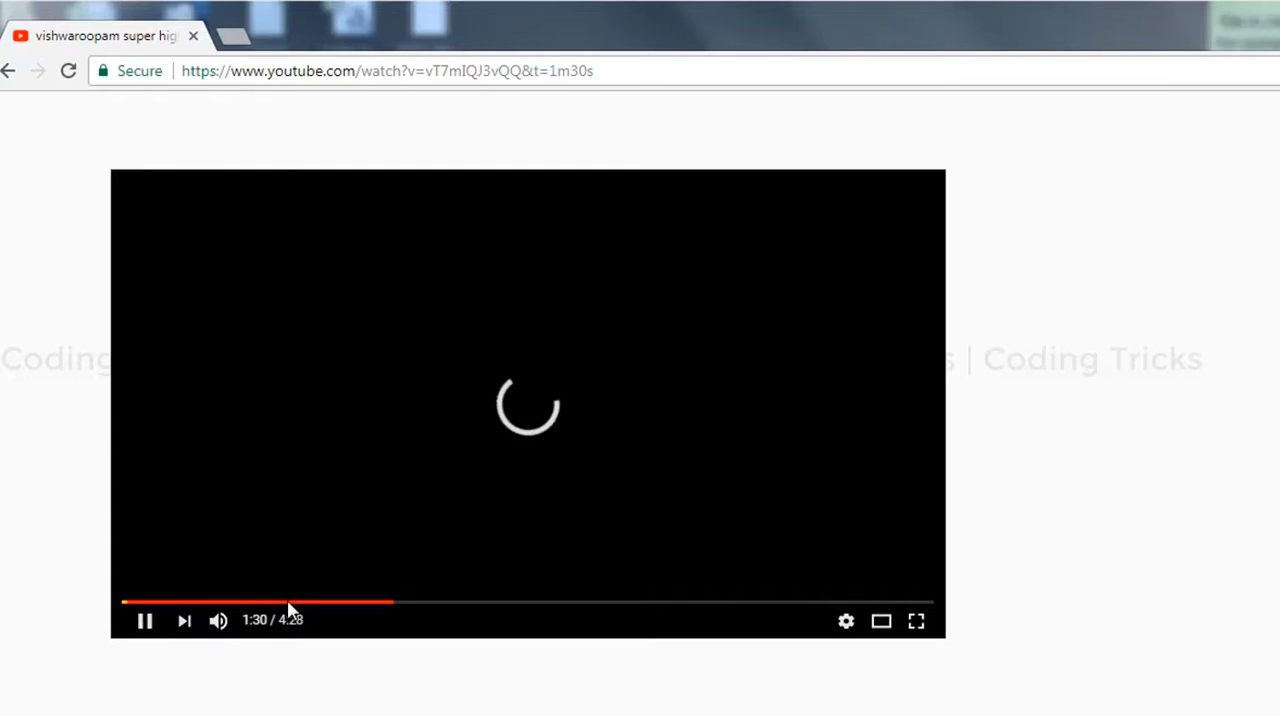 vishwaroopam super hig
Secure
https://www.youtube.com/watch?v=vT7mIQJ3vQQ&t=1m30s
Coding
s | Coding Tricks
1:30 / 4:28